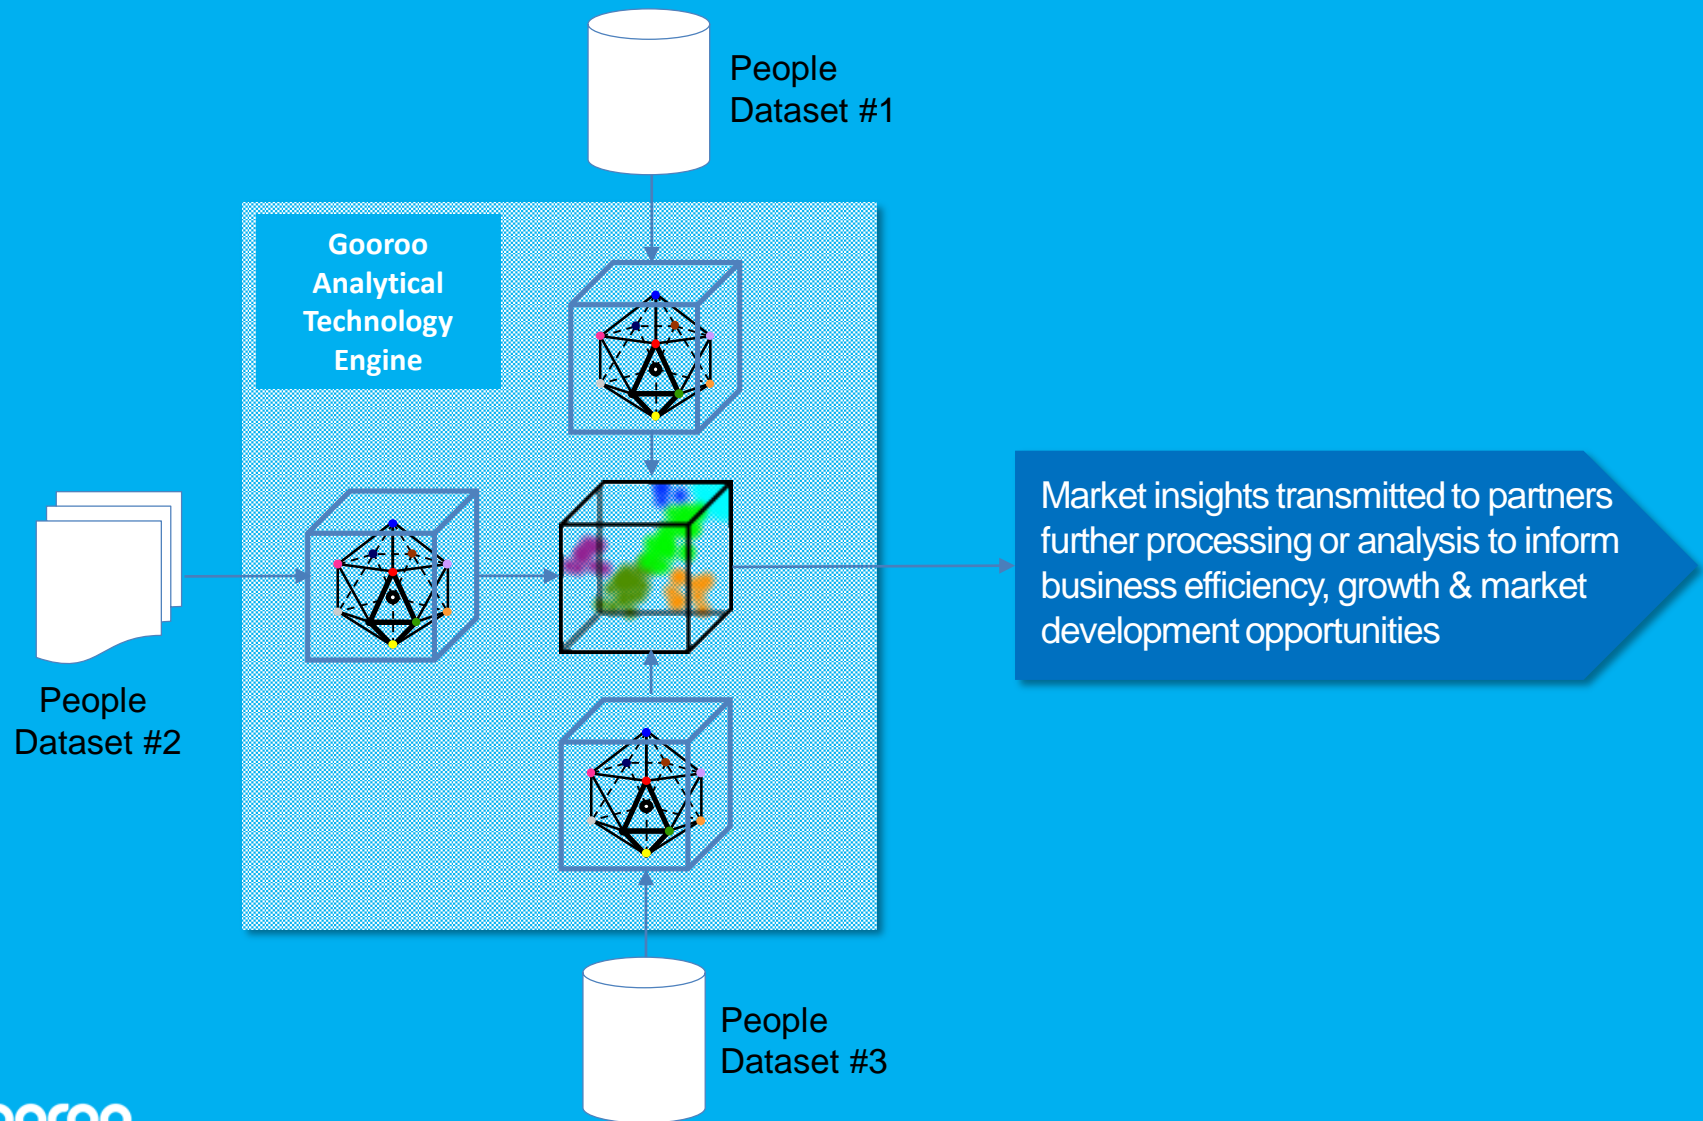 People
Dataset #1
Gooroo
Analytical
Technology
Engine
Market insights transmitted to partners
further processing or analysis to inform
business efficiency, growth & market
development opportunities
People
Dataset #2
People
Dataset #3